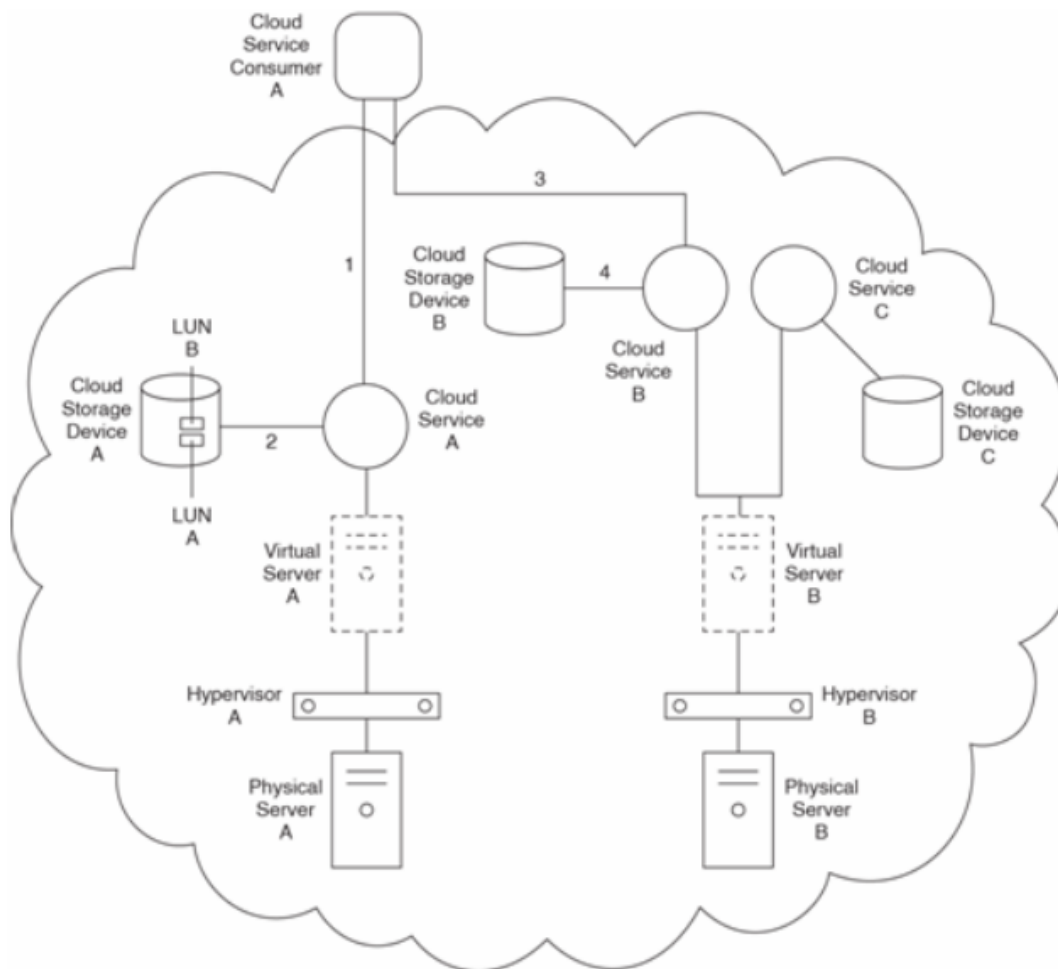 Cloud
Service
Consumer
A
3
1
Cloud
Storage
Device
B
4
Cloud
Service
C
LUN
B
Cloud
Service
B
Cloud
Storage
Device
A
2
Cloud
Service
A
Cloud
Storage
Device
C
LUN
A
Virtual
Server
A
Virtual
Server
B
Hypervisor
A
Hypervisor
B
Physical
Server
A
Physical
Server
B